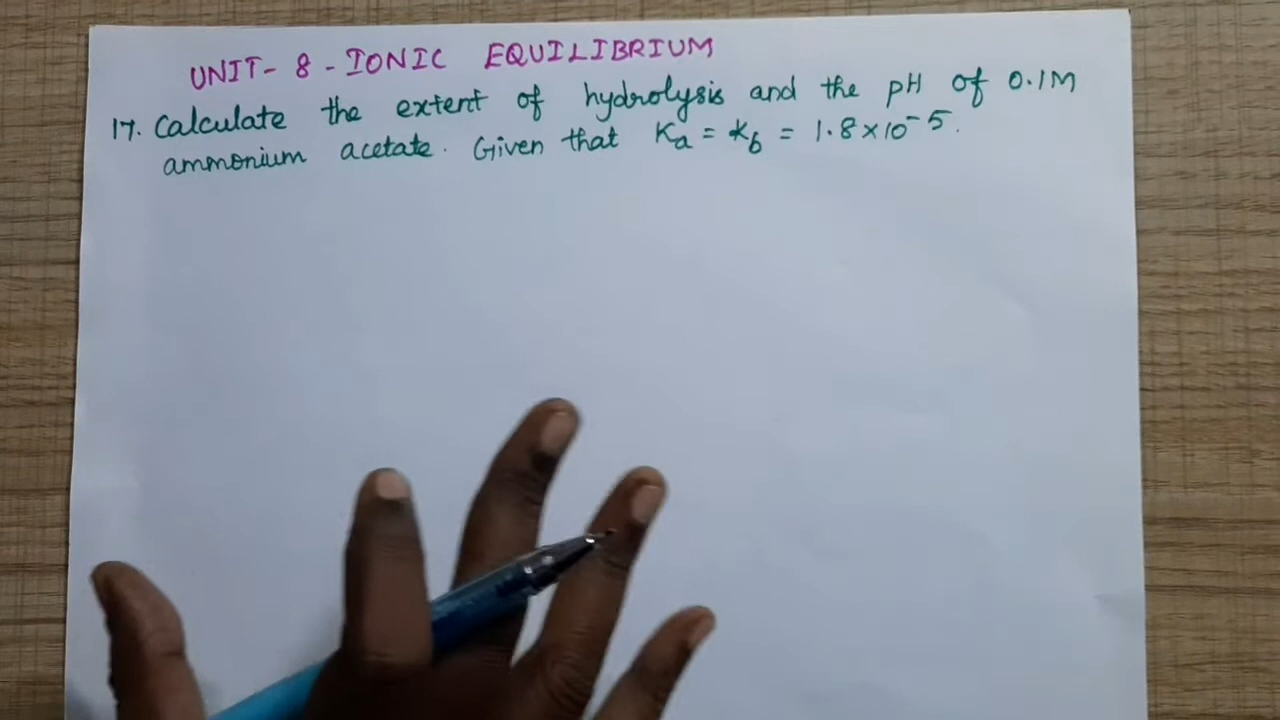 UNIT- 8 - IONIC EQUILIBRIUM
17. Calculate the extent of hydrolysis and the pH of 0.1M
ammonium acetate. Given that Ka = Kb = 1.8×10⁻⁵.